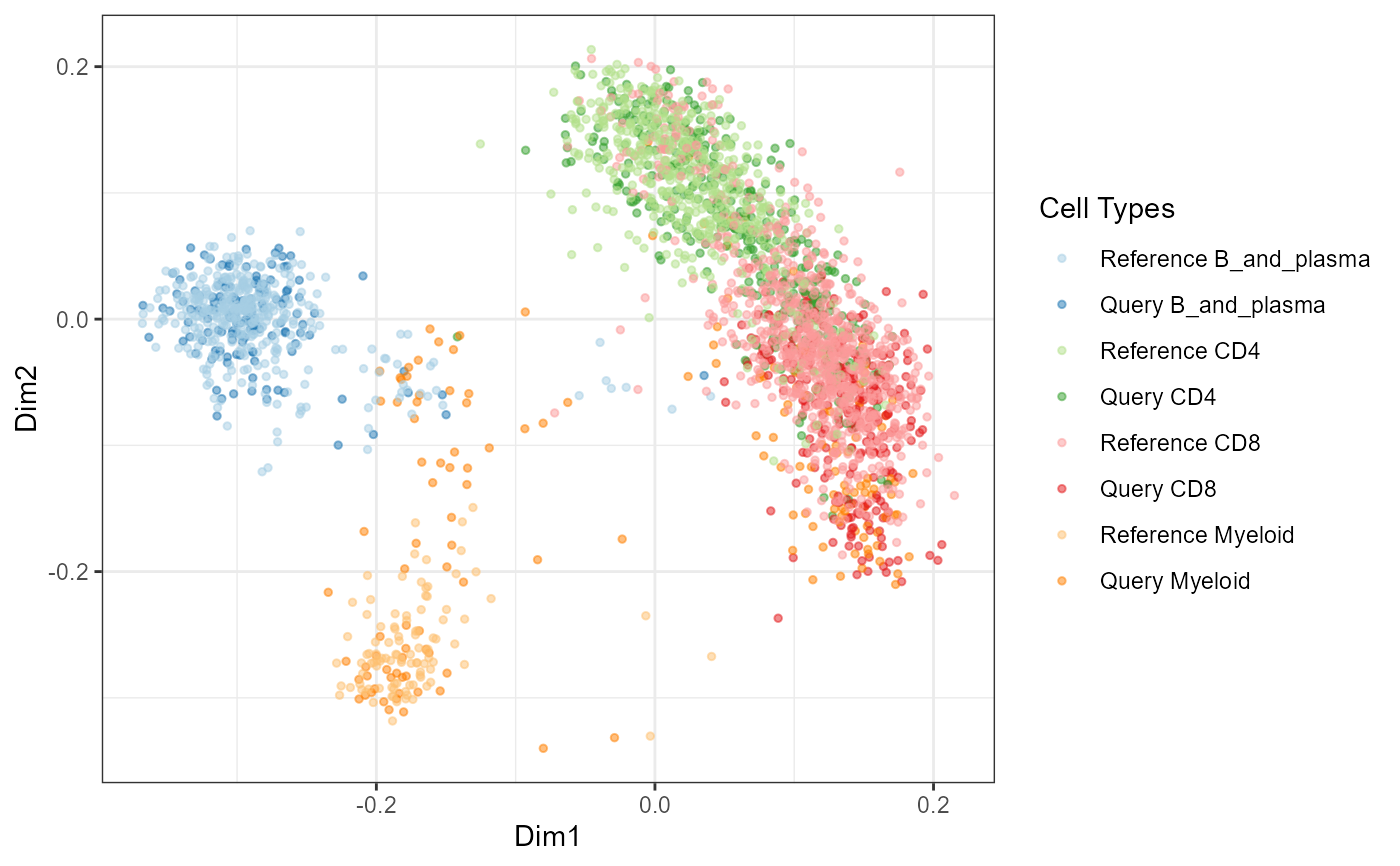 0.2
0.0
-0.2
Dim2
-0.2
0.0
0.2
Dim1
Cell Types
Reference B_and_plasma
Query B_and_plasma
Reference CD4
Query CD4
Reference CD8
Query CD8
Reference Myeloid
Query Myeloid